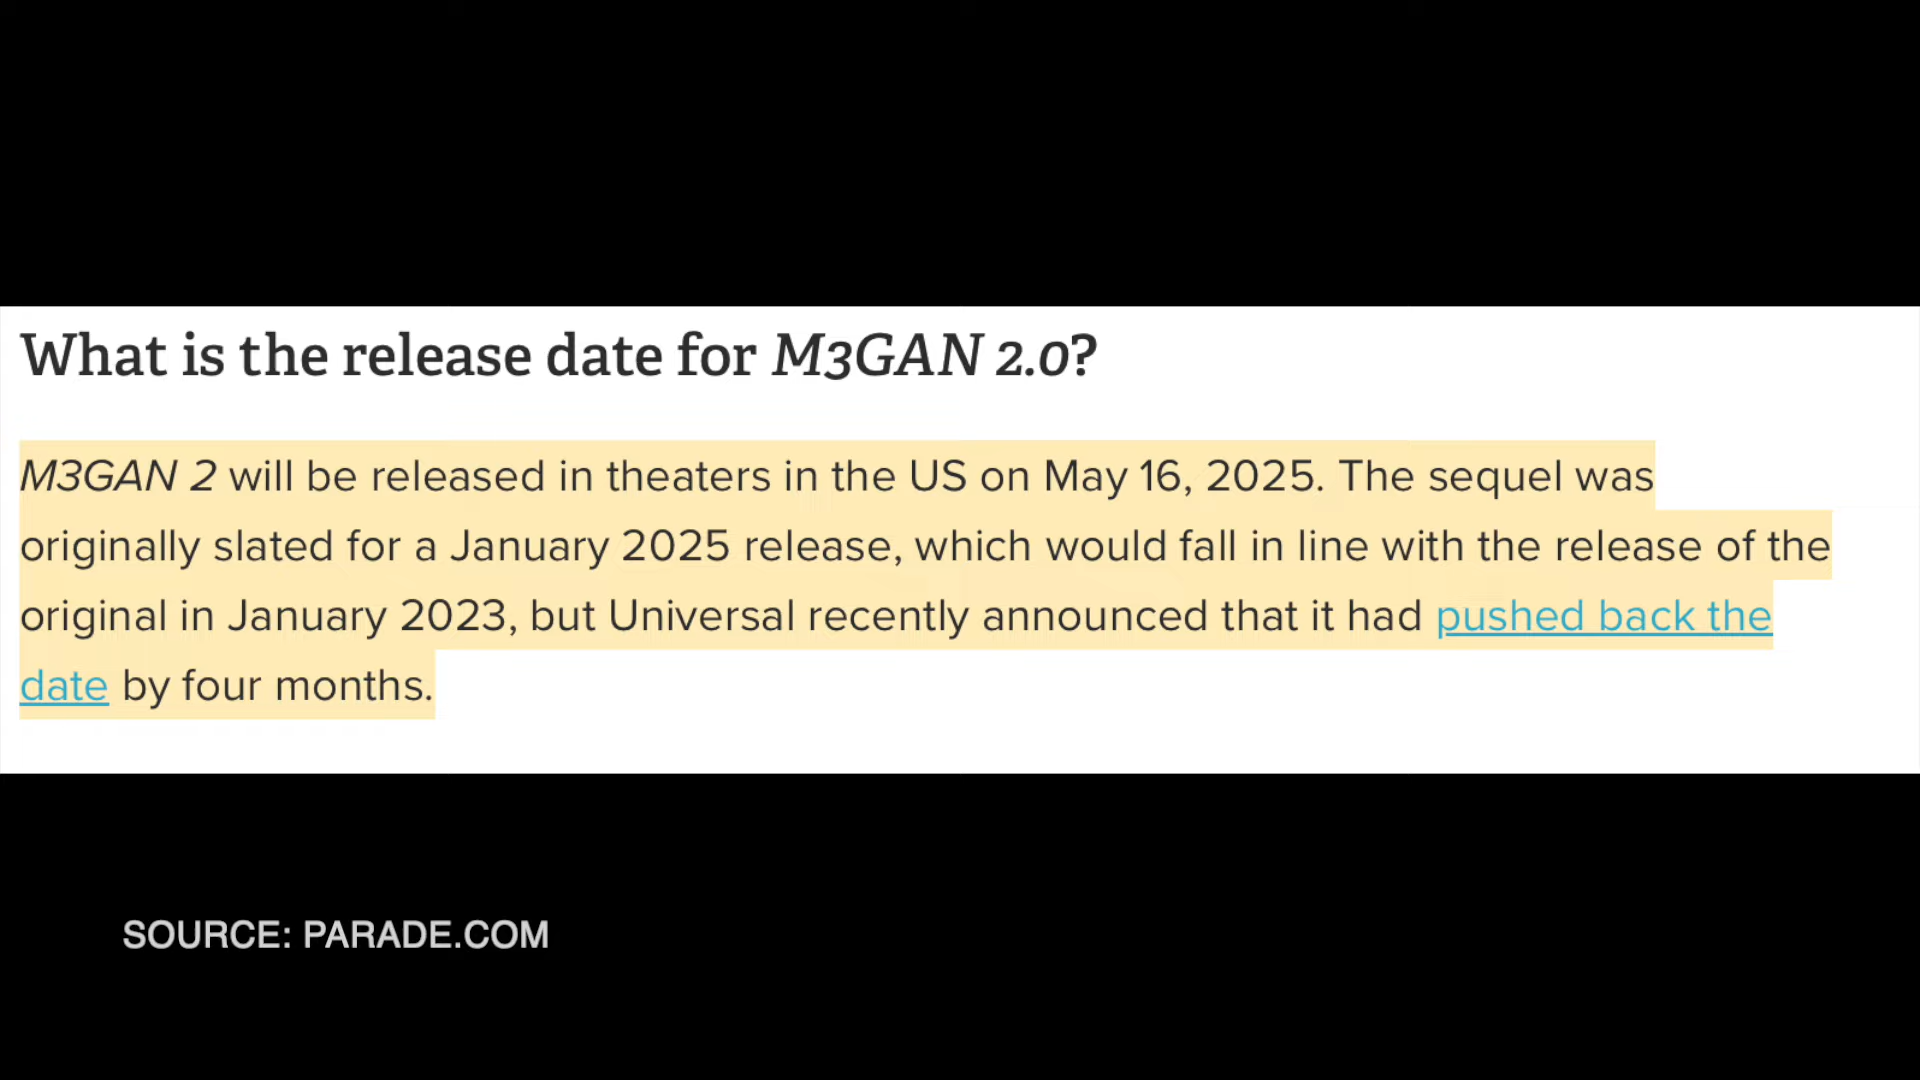 What is the release date for M3GAN 2.0?
M3GAN 2 will be released in theaters in the US on May 16, 2025. The sequel was
originally slated for a January 2025 release, which would fall in line with the release of the
original in January 2023, but Universal recently announced that it had pushed back the
date by four months.
SOURCE: PARADE.COM